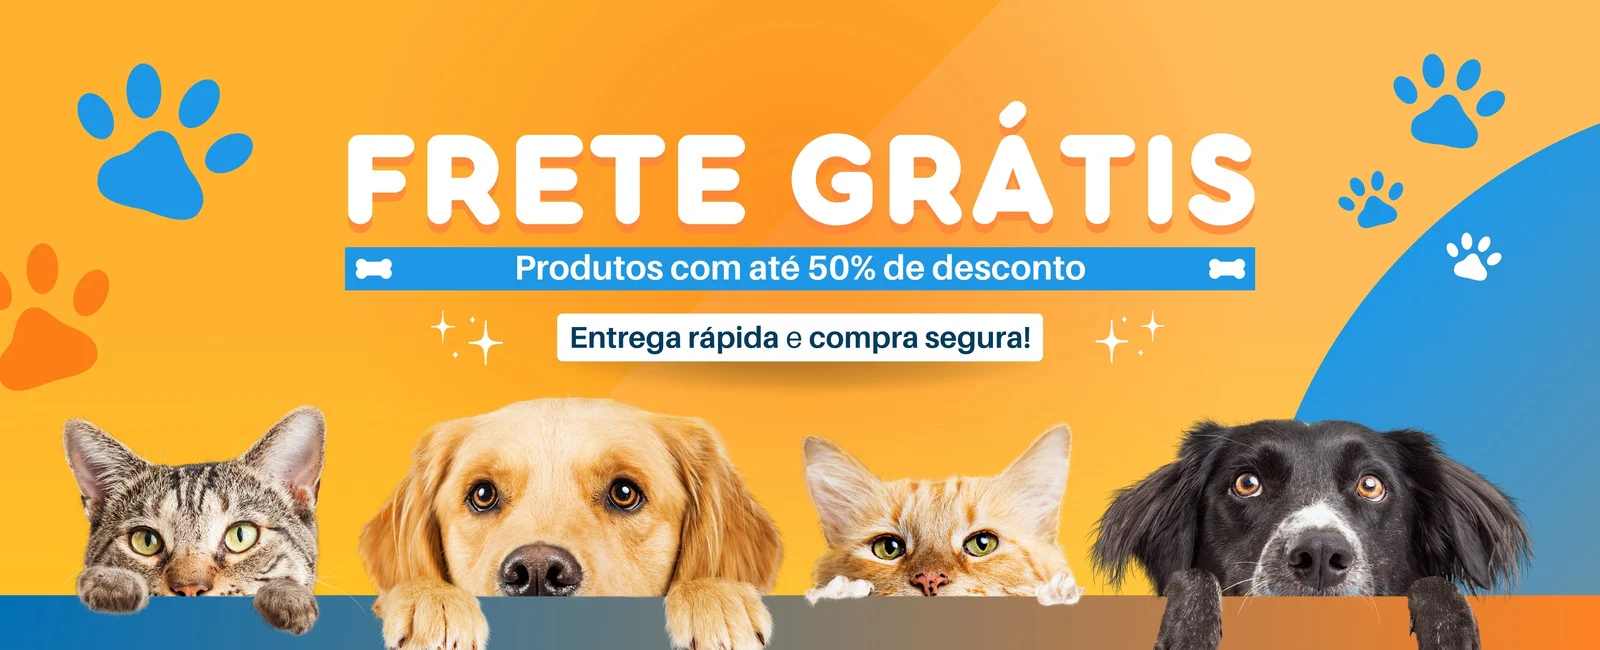 FRETE GRÁTIS
Produtos com até 50% de desconto
Entrega rápida e compra segura!